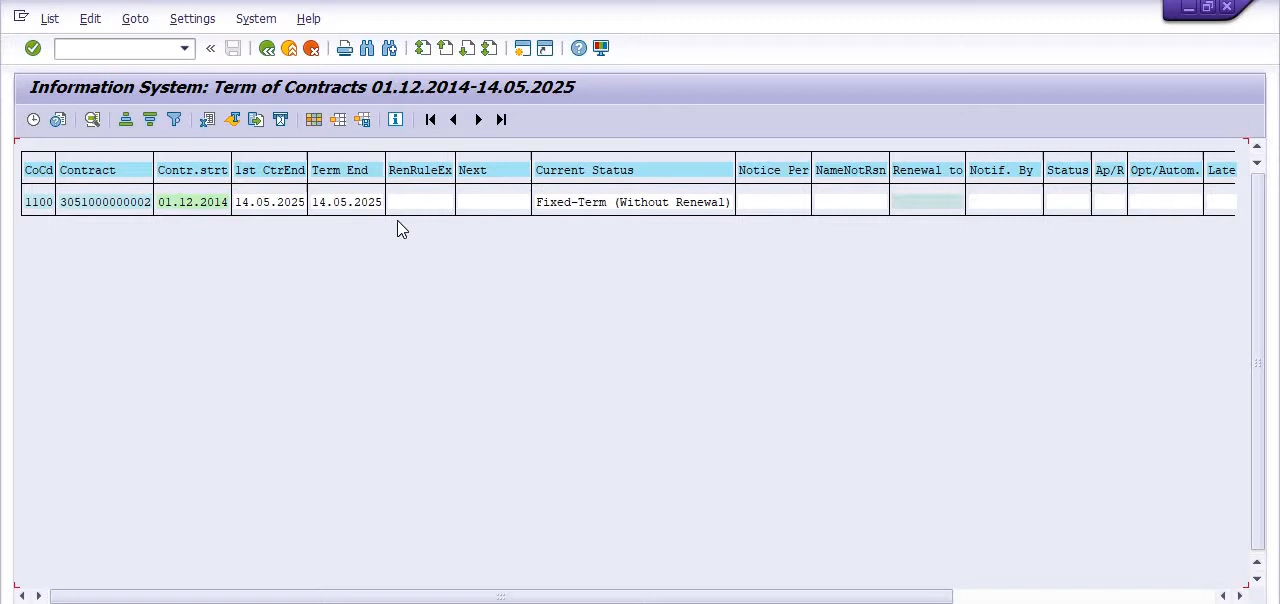 List Edit Goto Settings System Help
Information System: Term of Contracts 01.12.2014-14.05.2025
CoCd Contract Contr.strt 1st CtrEnd Term End RenRuleEx Next Current Status Notice Per NameNotRsn Renewal to Notif. By Status Ap/R Opt/Autom. Late
1100 3051000000002 01.12.2014 14.05.2025 14.05.2025 Fixed-Term (Without Renewal)